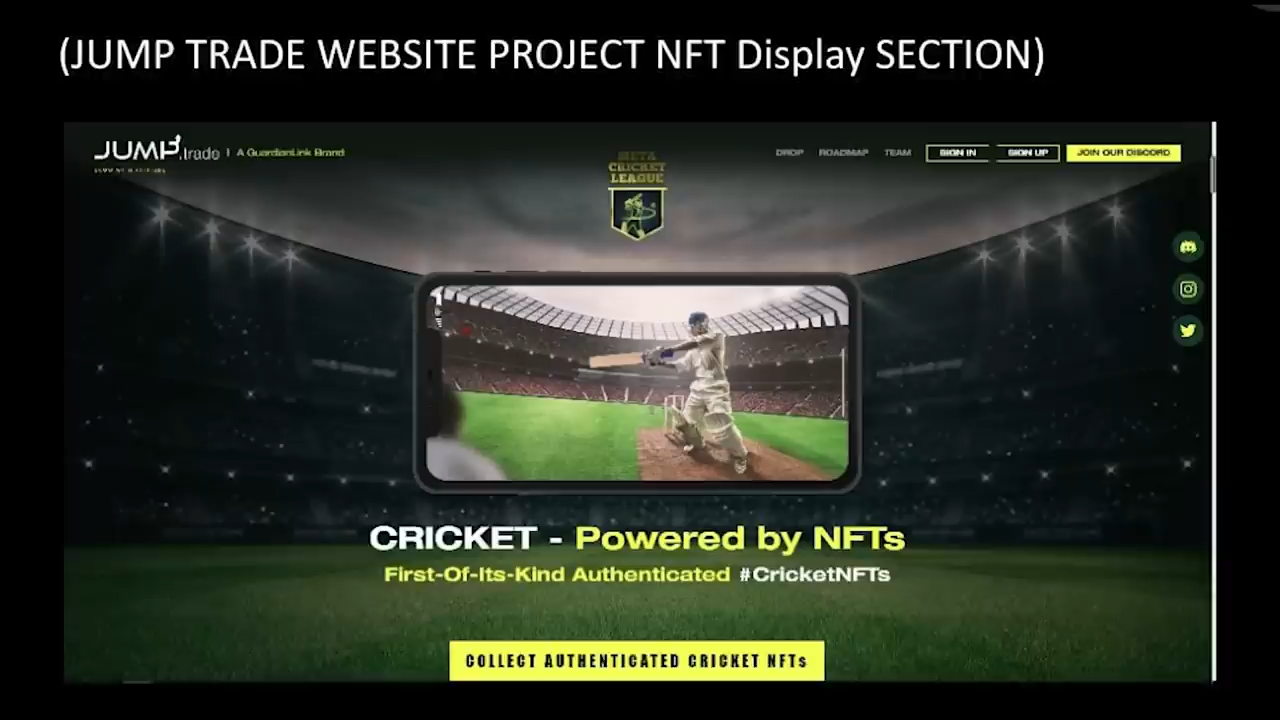 (JUMP TRADE WEBSITE PROJECT NFT Display SECTION)
JUMP.trade | A GuardianLink Brand
DROP ROADMAP TEAM SIGN IN SIGN UP JOIN OUR DISCORD
META
CRICKET
LEAGUE
CRICKET - Powered by NFTs
First-Of-Its-Kind Authenticated #CricketNFTs
COLLECT AUTHENTICATED CRICKET NFTs